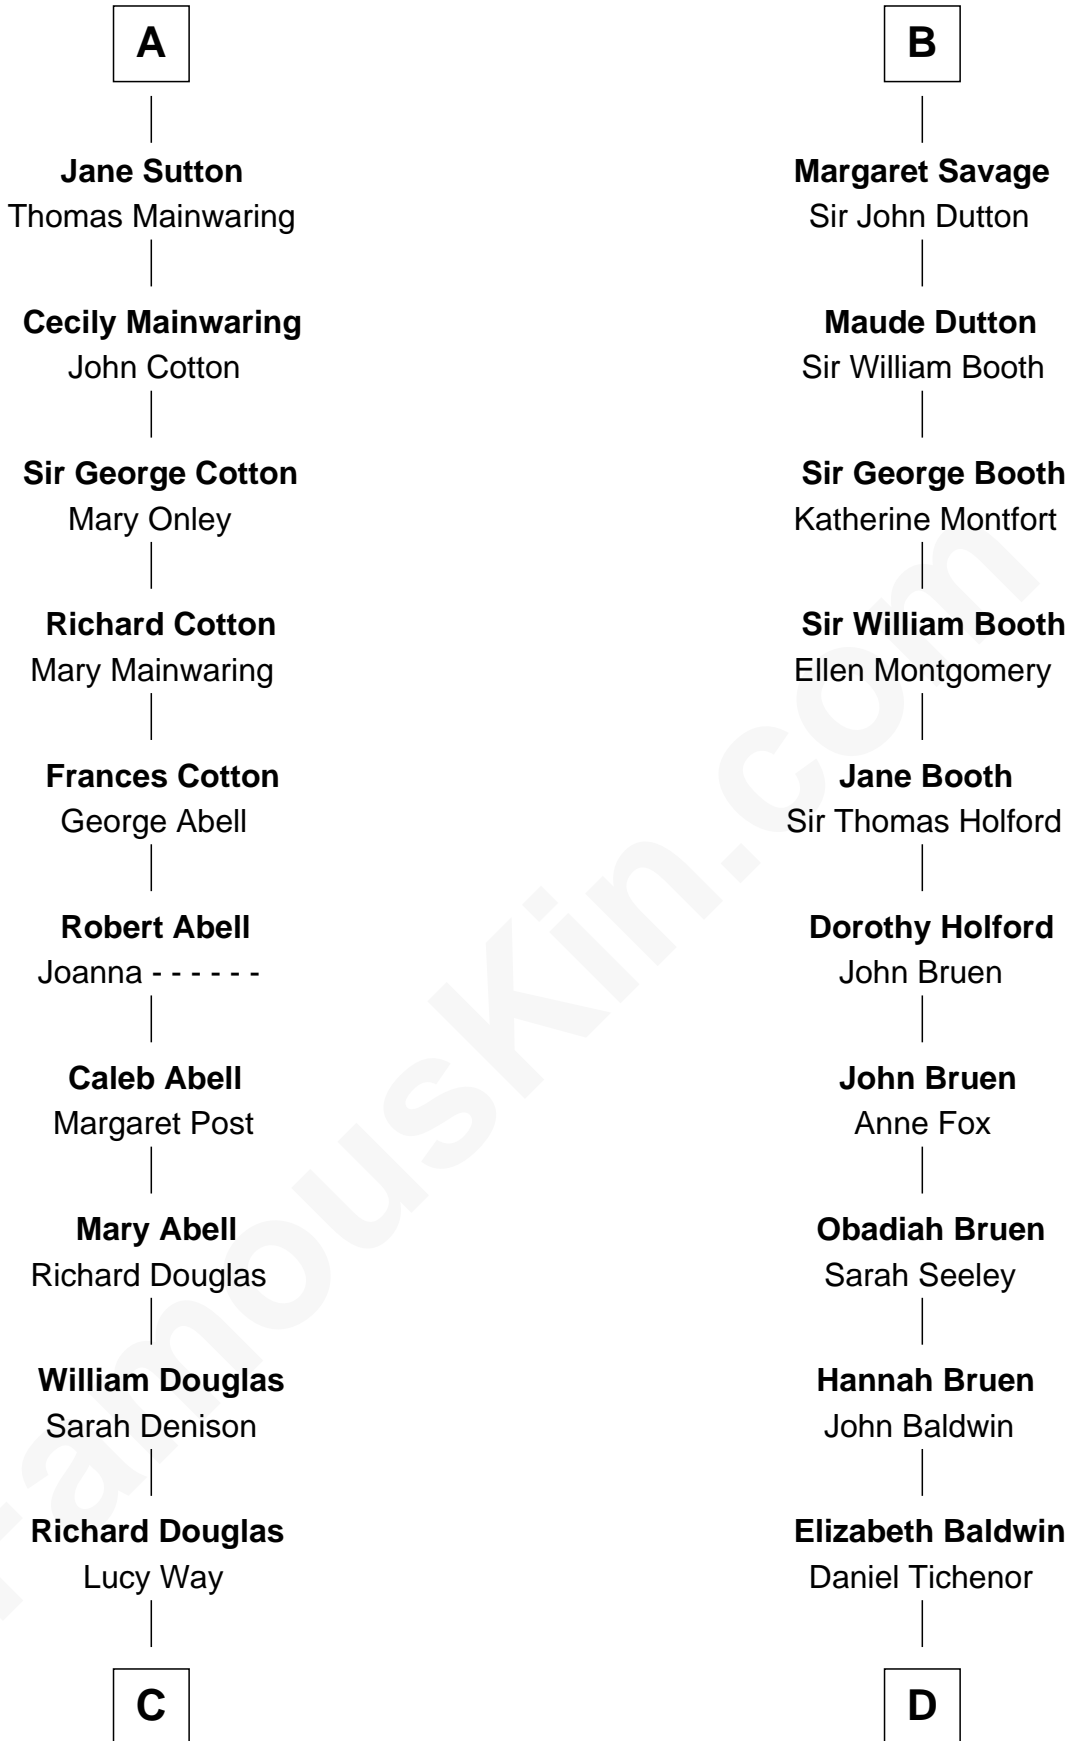 A
Jane Sutton
Thomas Mainwaring
Cecily Mainwaring
John Cotton
Sir George Cotton
Mary Onley
Richard Cotton
Mary Mainwaring
Frances Cotton
George Abell
Robert Abell
Joanna - - - - - -
Caleb Abell
Margaret Post
Mary Abell
Richard Douglas
William Douglas
Sarah Denison
Richard Douglas
Lucy Way
C
B
Margaret Savage
Sir John Dutton
Maude Dutton
Sir William Booth
Sir George Booth
Katherine Montfort
Sir William Booth
Ellen Montgomery
Jane Booth
Sir Thomas Holford
Dorothy Holford
John Bruen
John Bruen
Anne Fox
Obadiah Bruen
Sarah Seeley
Hannah Bruen
John Baldwin
Elizabeth Baldwin
Daniel Tichenor
D
FamousKin.com